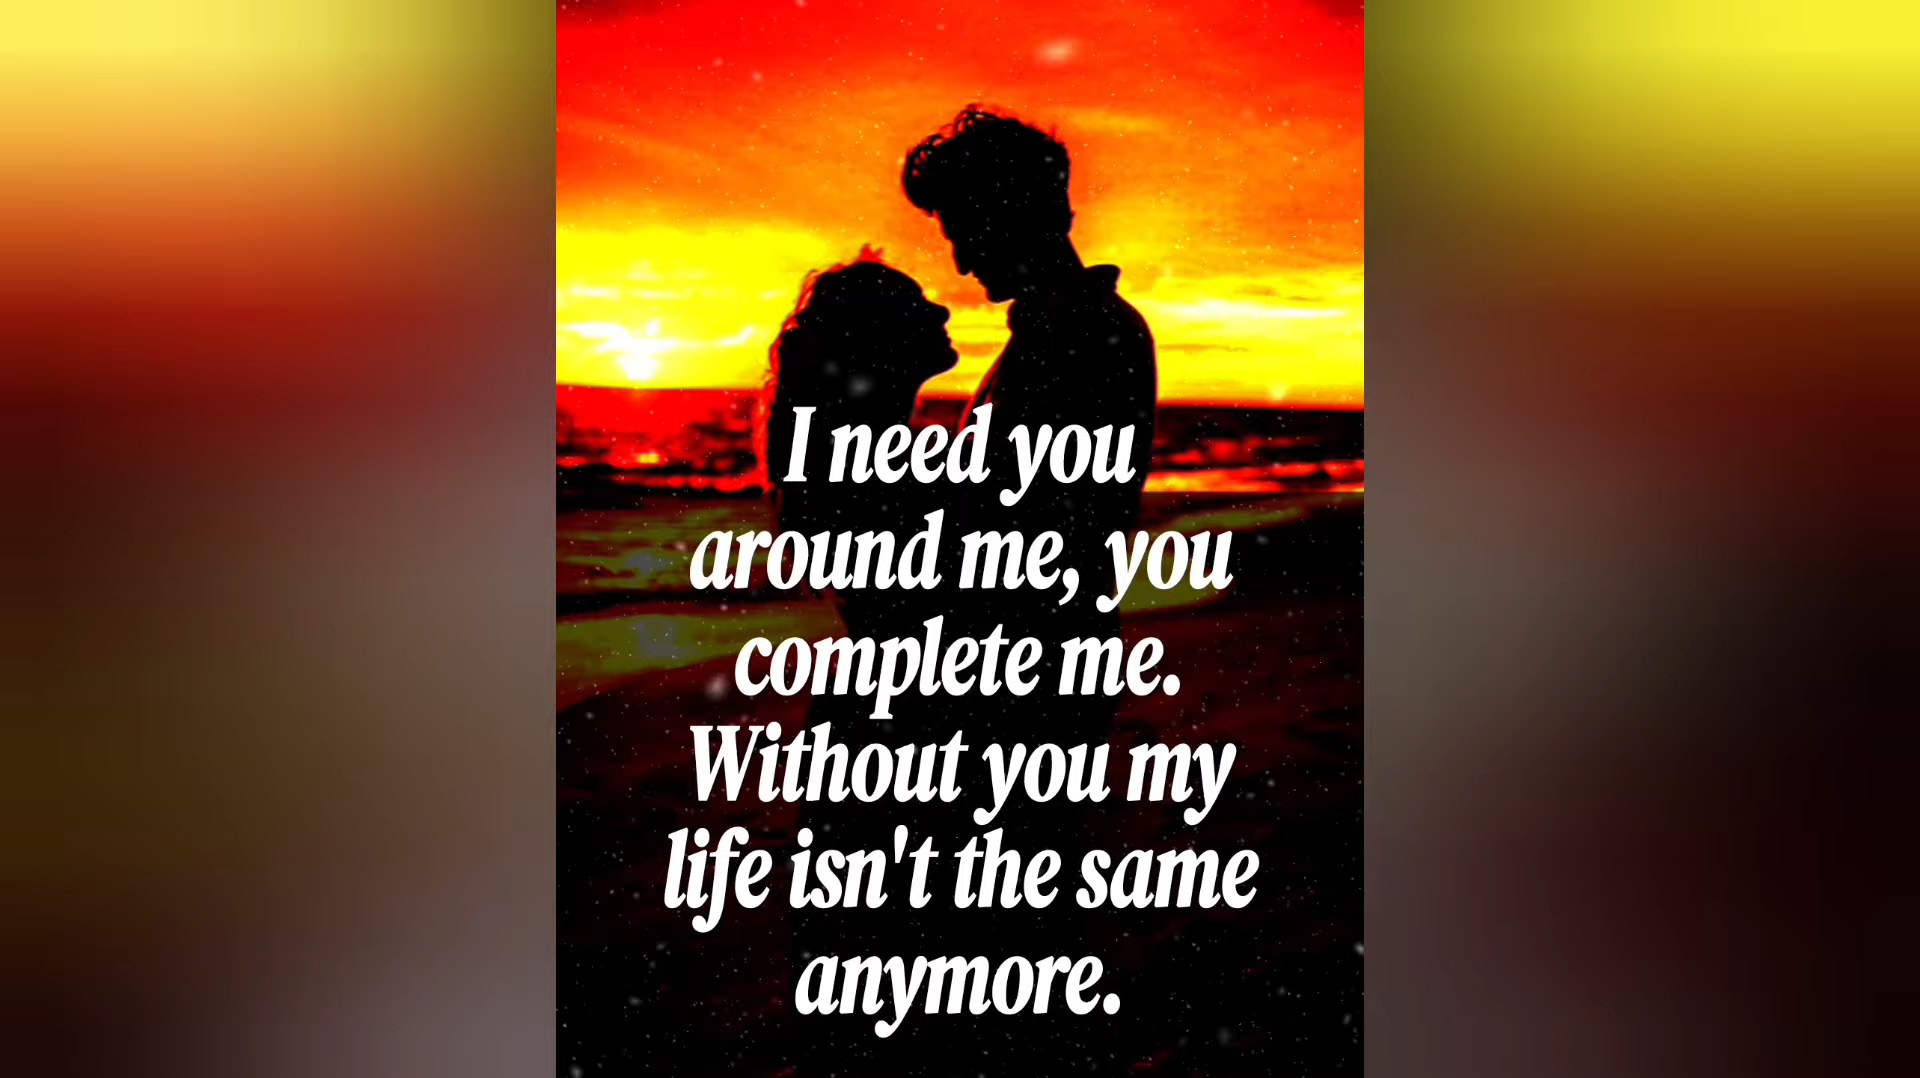 I need you
around me, you
complete me.
Without you my
life isn't the same
anymore.